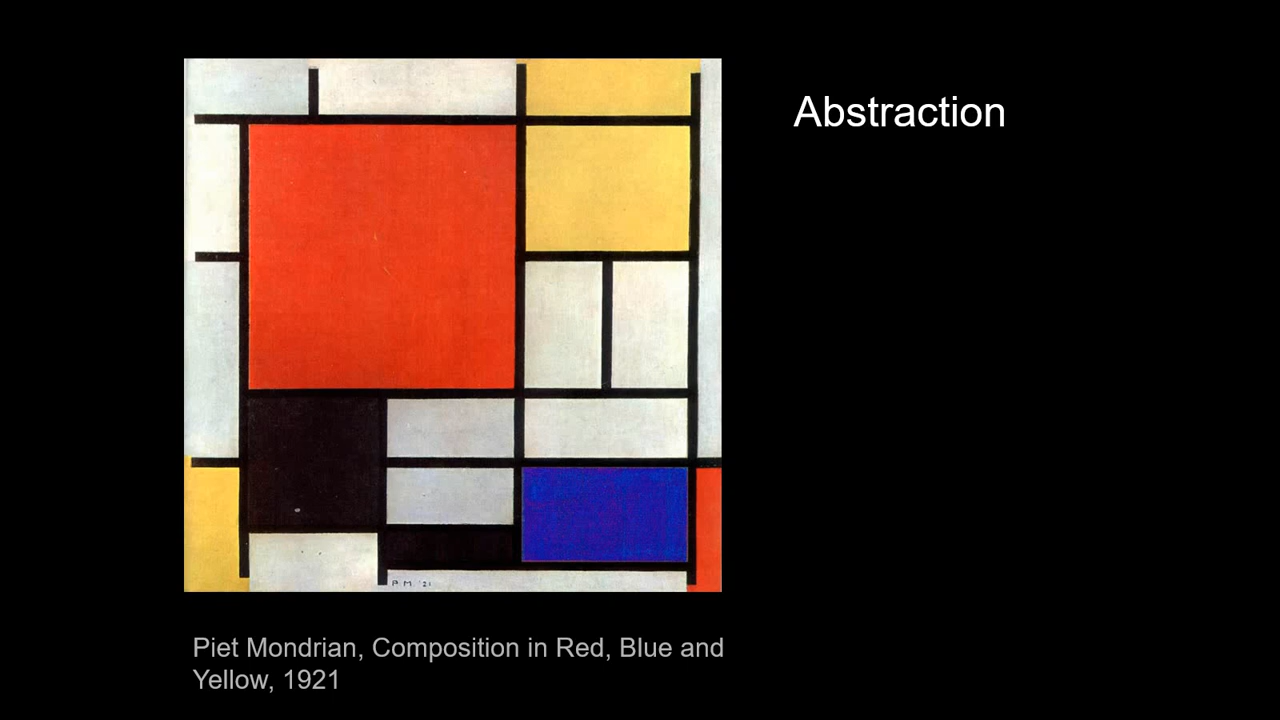 Abstraction
P M. '21
Piet Mondrian, Composition in Red, Blue and
Yellow, 1921